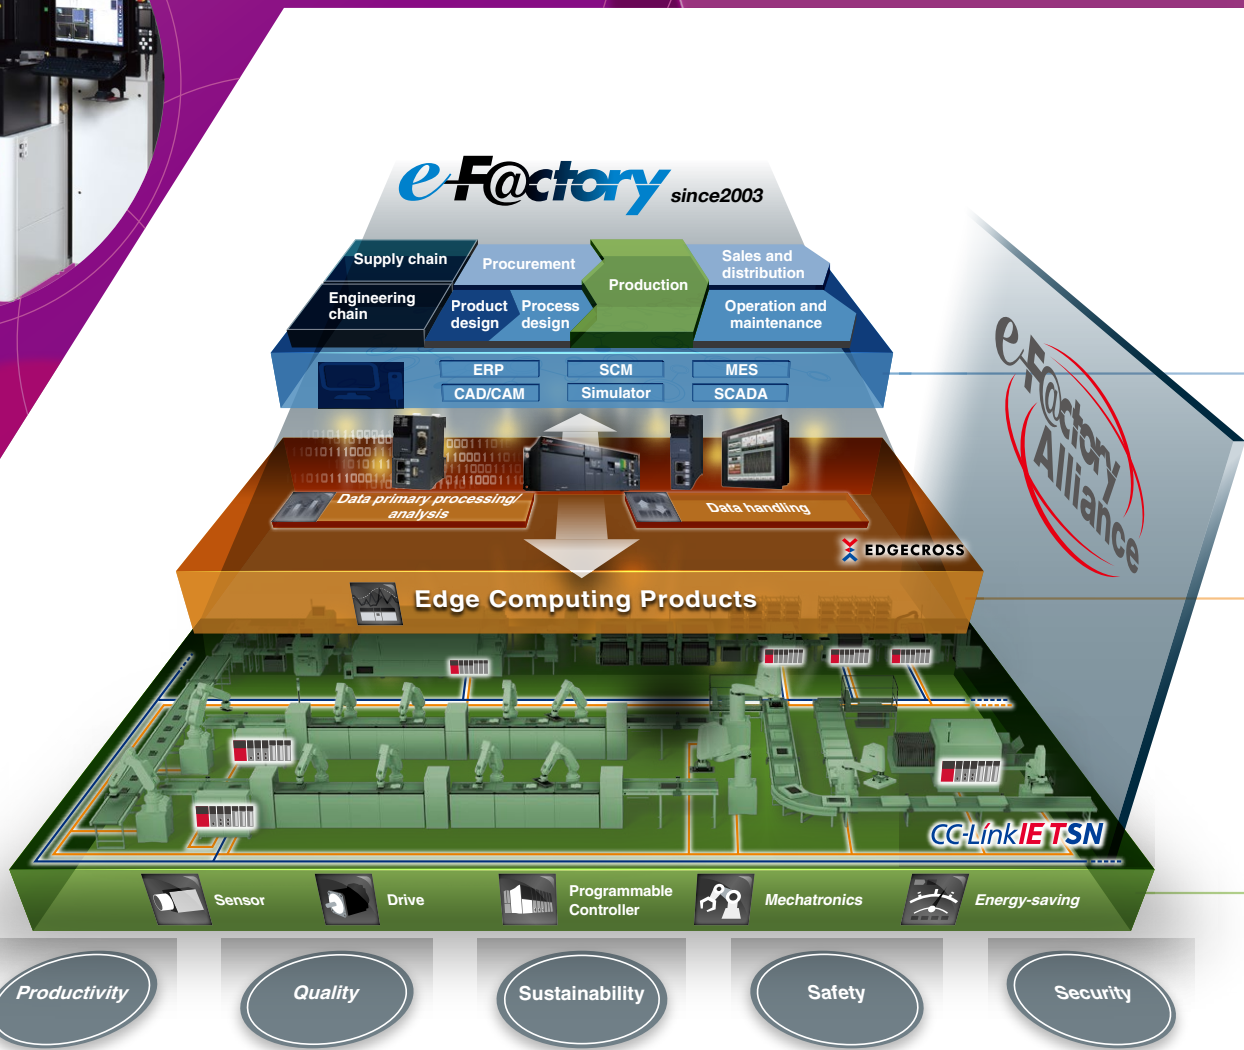 e-F@ctory since2003
Supply chain
Procurement
Production
Sales and
distribution
Engineering
chain
Product
design
Process
design
Operation and
maintenance
ERP
SCM
MES
CAD/CAM
Simulator
SCADA
Data primary processing/
analysis
Data handling
EDGECROSS
Edge Computing Products
e-F@ctory
Alliance
CC-Link IE TSN
Sensor
Drive
Programmable
Controller
Mechatronics
Energy-saving
Productivity
Quality
Sustainability
Safety
Security